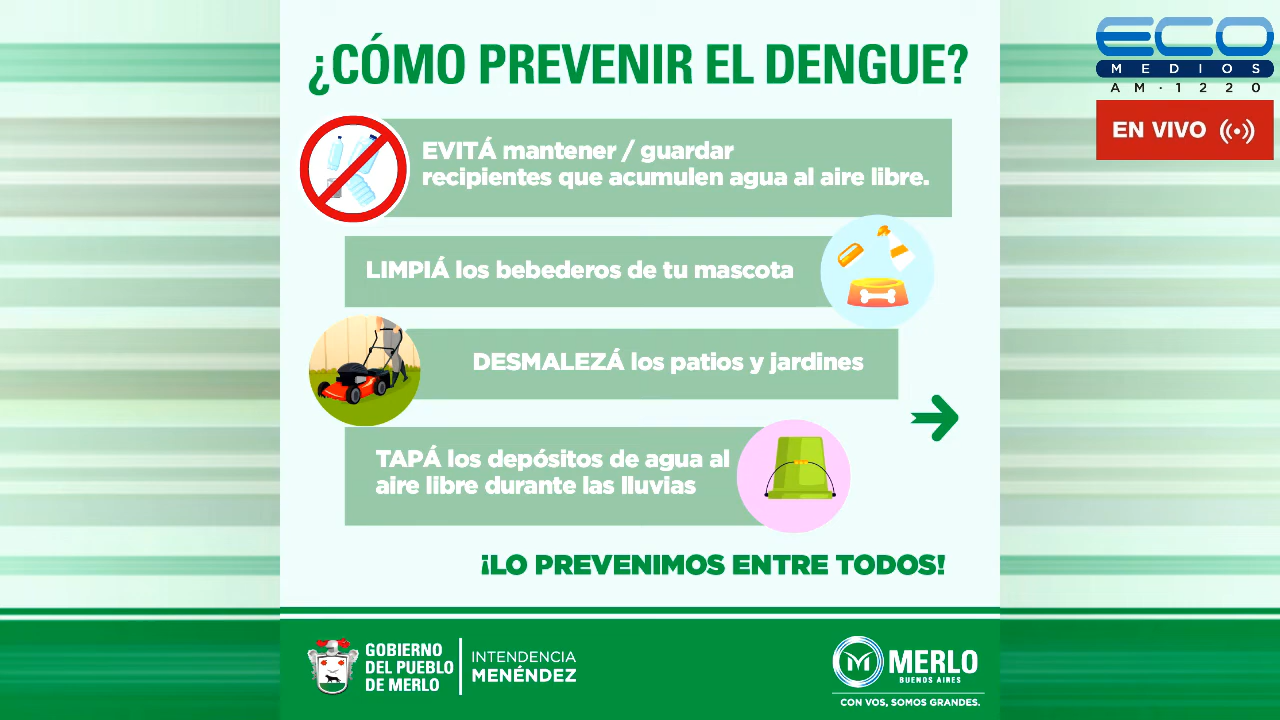 ¿CÓMO PREVENIR EL DENGUE?
ECO
MEDIOS
AM·1220
EN VIVO
EVITÁ mantener / guardar
recipientes que acumulen agua al aire libre.
LIMPIÁ los bebederos de tu mascota
DESMALEZÁ los patios y jardines
TAPÁ los depósitos de agua al
aire libre durante las lluvias
¡LO PREVENIMOS ENTRE TODOS!
GOBIERNO
DEL PUEBLO
DE MERLO
INTENDENCIA
MENÉNDEZ
MERLO
BUENOS AIRES
CON VOS, SOMOS GRANDES.